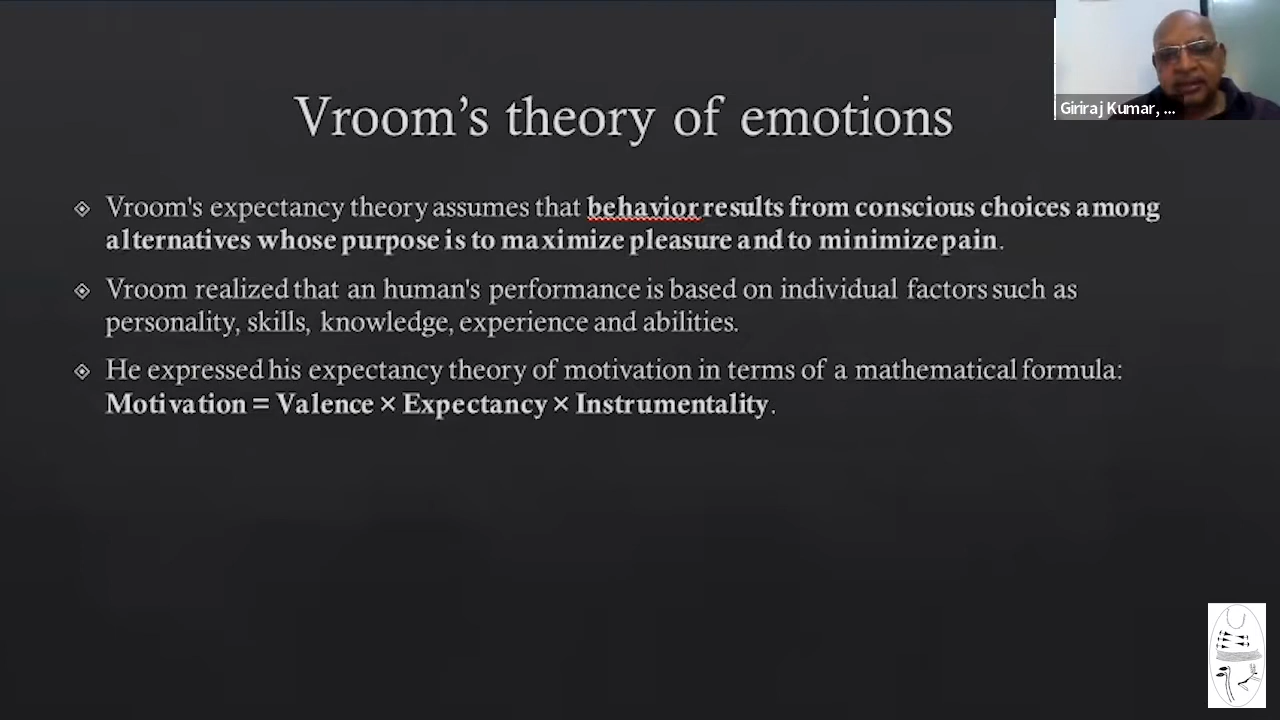 Vroom’s theory of emotions
Giriraj Kumar, ...
Vroom's expectancy theory assumes that behavior results from conscious choices among
alternatives whose purpose is to maximize pleasure and to minimize pain.
Vroom realized that an human's performance is based on individual factors such as
personality, skills, knowledge, experience and abilities.
He expressed his expectancy theory of motivation in terms of a mathematical formula:
Motivation = Valence × Expectancy × Instrumentality.